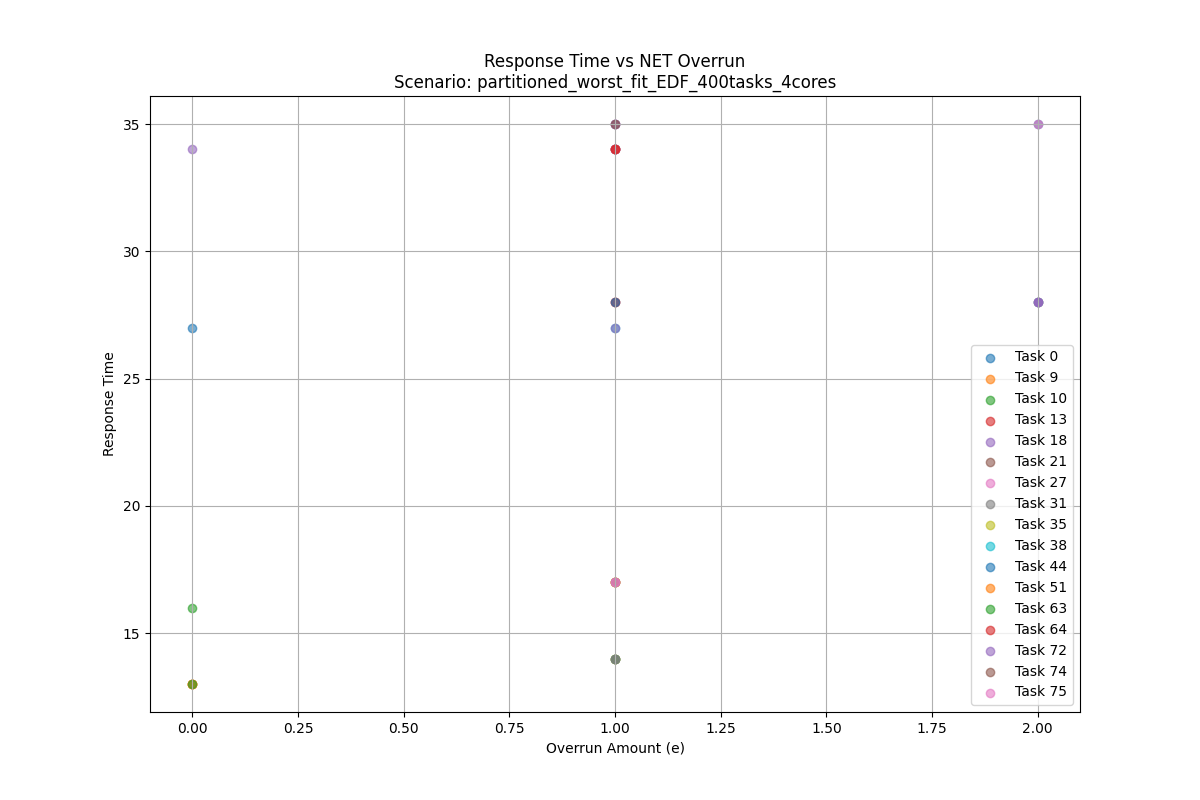 Response Time vs NET Overrun
Scenario: partitioned_worst_fit_EDF_400tasks_4cores
Response Time
35
30
25
20
15
Task 0
Task 9
Task 10
Task 13
Task 18
Task 21
Task 27
Task 31
Task 35
Task 38
Task 44
Task 51
Task 63
Task 64
Task 72
Task 74
Task 75
0.00 0.25 0.50 0.75 1.00 1.25 1.50 1.75 2.00
Overrun Amount (e)